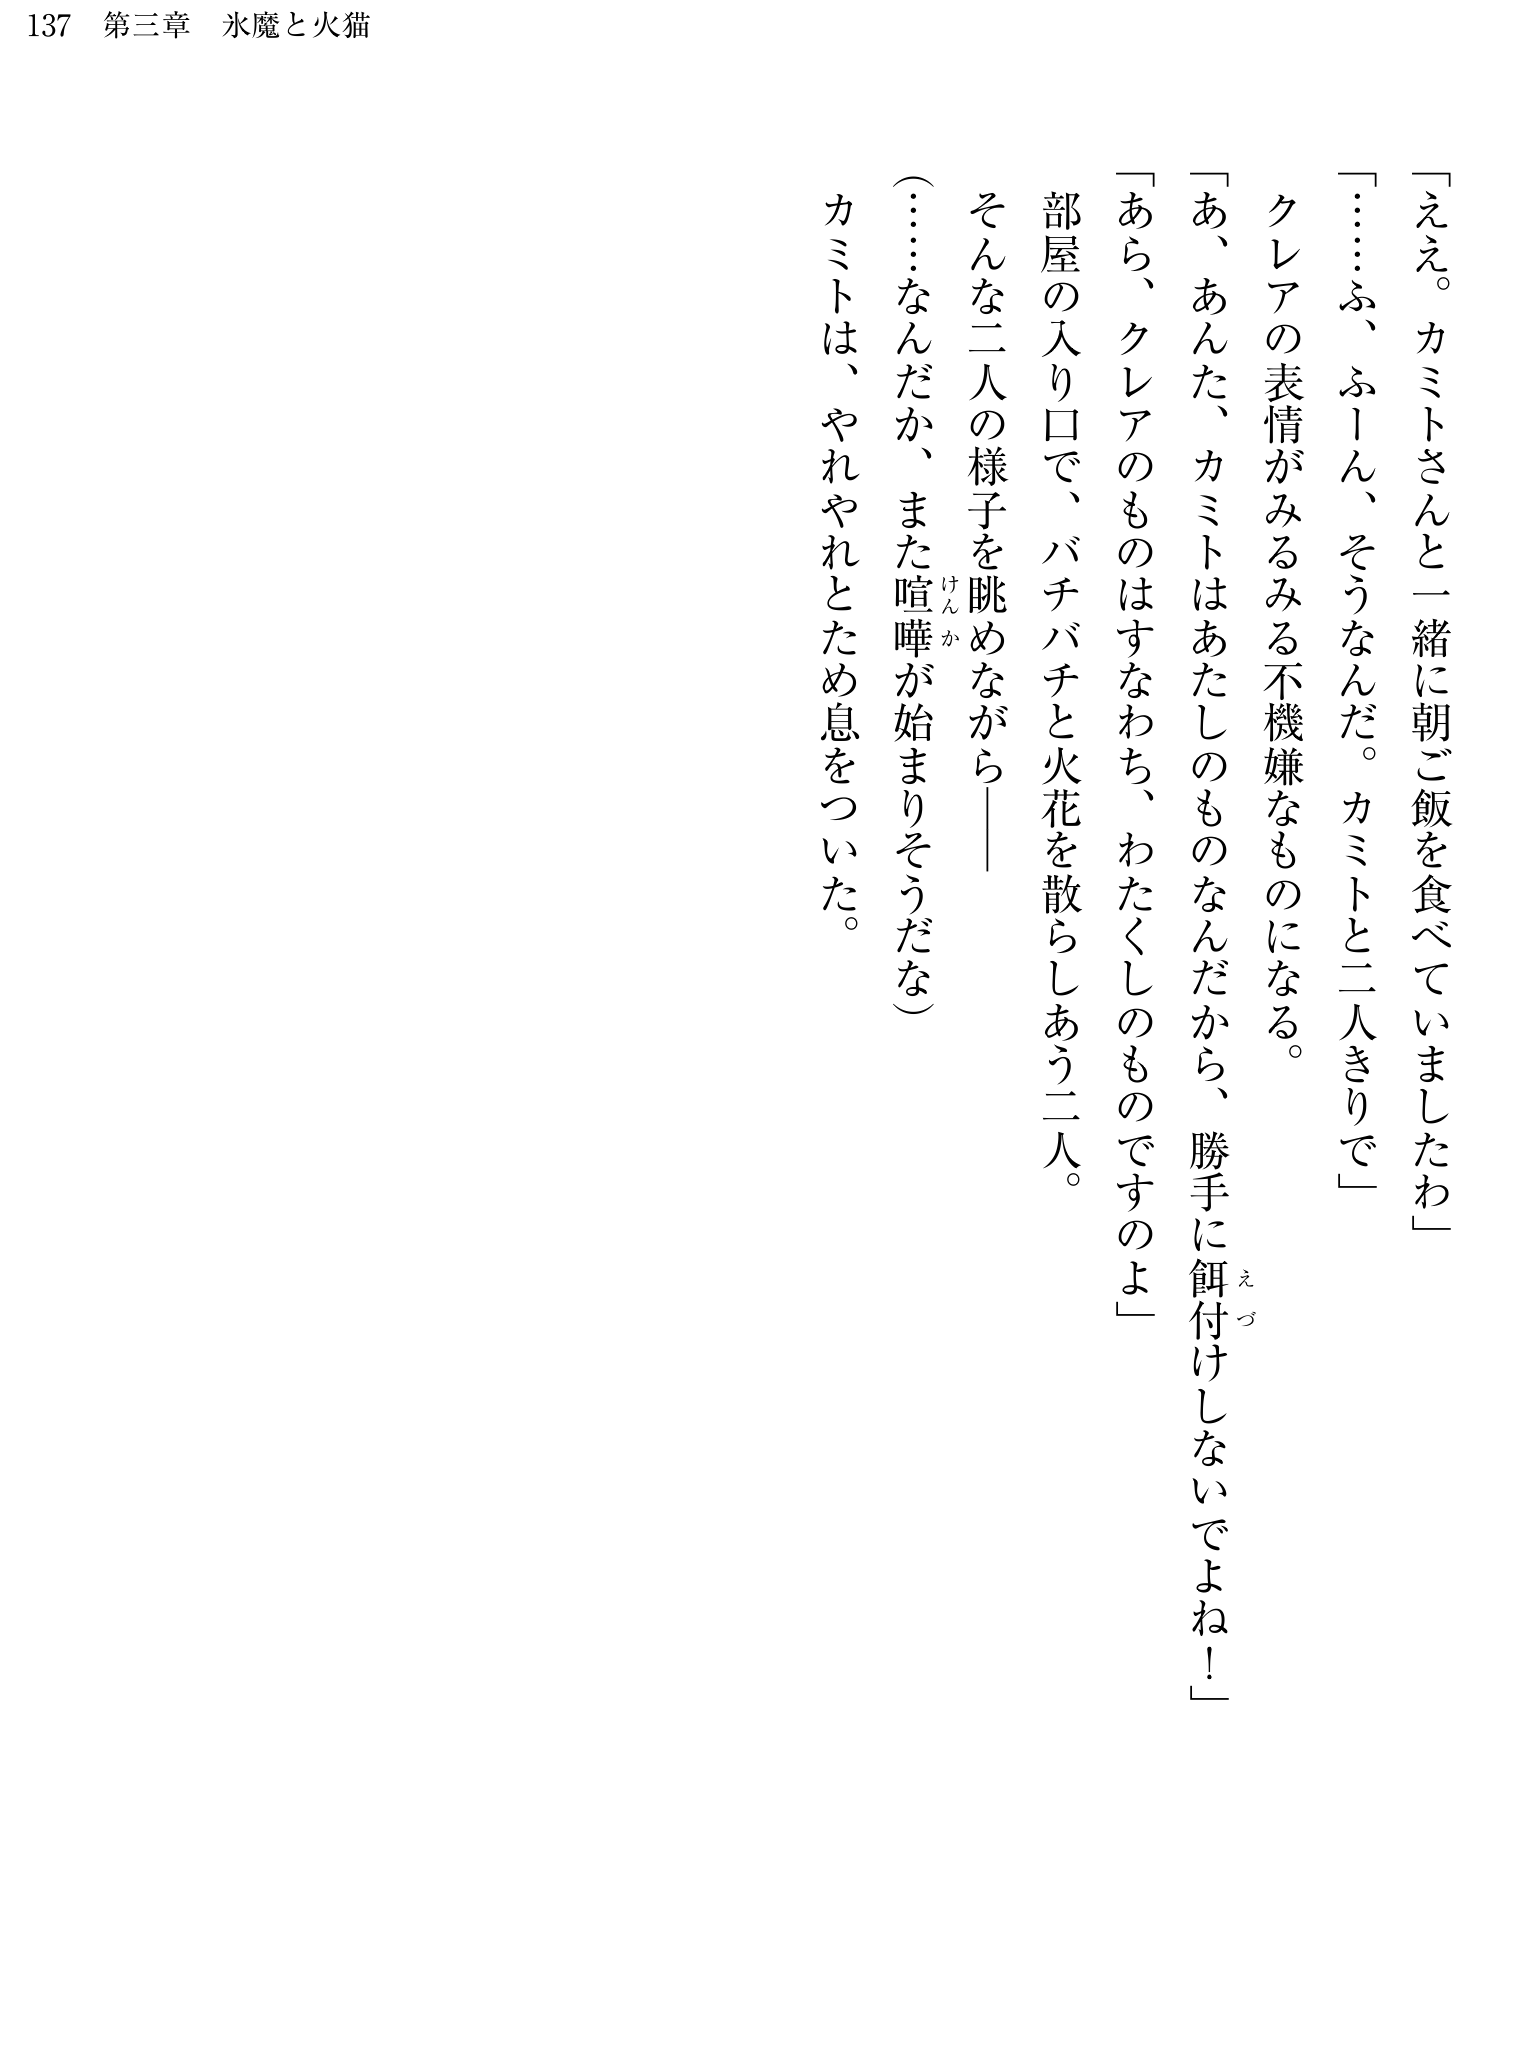 137　第三章　氷魔と火猫
「ええ。カミトさんと一緒に朝ご飯を食べていましたわ」
「……ふ、ふーん、そうなんだ。カミトと二人きりで」
　クレアの表情がみるみる不機嫌なものになる。
「あ、あんた、カミトはあたしのものなんだから、勝手に餌付けしないでよね！」
えづ
「あら、クレアのものはすなわち、わたくしのものですのよ」
　部屋の入り口で、バチバチと火花を散らしあう二人。
　そんな二人の様子を眺めながら――
（……なんだか、また喧嘩が始まりそうだな）
けんか
　カミトは、やれやれとため息をついた。